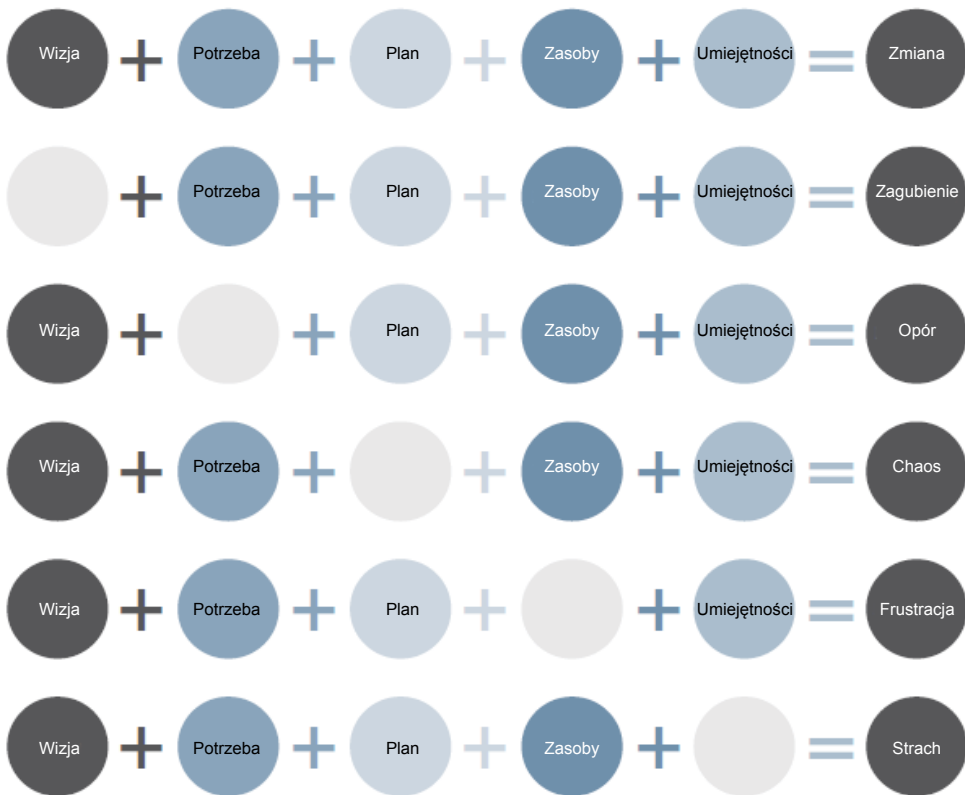 Wizja + Potrzeba + Plan + Zasoby + Umiejętności = Zmiana
+ Potrzeba + Plan + Zasoby + Umiejętności = Zagubienie
Wizja + + Plan + Zasoby + Umiejętności = Opór
Wizja + Potrzeba + + Zasoby + Umiejętności = Chaos
Wizja + Potrzeba + Plan + + Umiejętności = Frustracja
Wizja + Potrzeba + Plan + Zasoby + = Strach